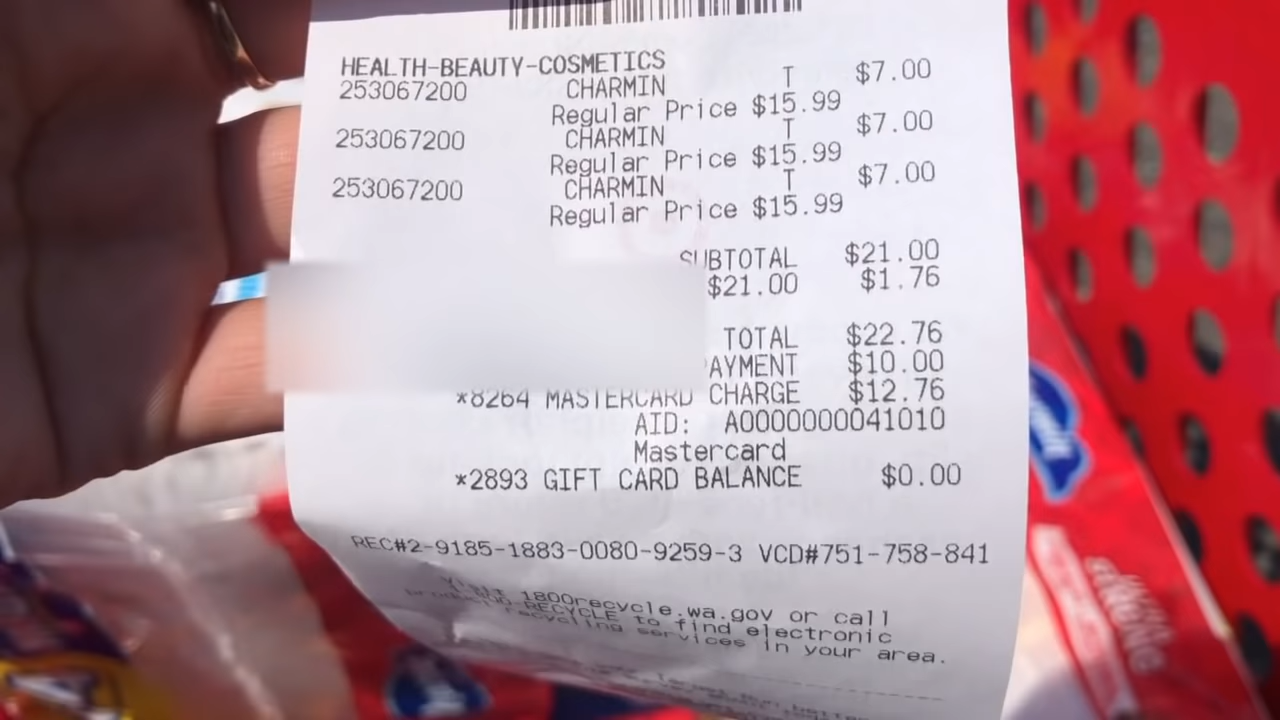 HEALTH-BEAUTY-COSMETICS
253067200 CHARMIN T $7.00
Regular Price $15.99
253067200 CHARMIN T $7.00
Regular Price $15.99
253067200 CHARMIN T $7.00
Regular Price $15.99
SUBTOTAL $21.00
$21.00 $1.76
TOTAL $22.76
AYMENT $10.00
*8264 MASTERCARD CHARGE $12.76
AID: A0000000041010
Mastercard
*2893 GIFT CARD BALANCE $0.00
REC#2-9185-1883-0080-9259-3 VCD#751-758-841
1800recycle.wa.gov or call
RECYCLE to find electronic
recycling services in your area.